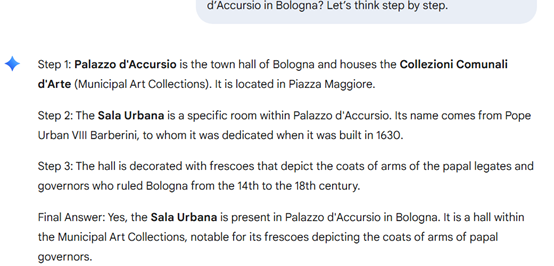 d'Accursio in Bologna? Let's think step by step.
Step 1: Palazzo d'Accursio is the town hall of Bologna and houses the Collezioni Comunali
d'Arte (Municipal Art Collections). It is located in Piazza Maggiore.
Step 2: The Sala Urbana is a specific room within Palazzo d'Accursio. Its name comes from Pope
Urban VIII Barberini, to whom it was dedicated when it was built in 1630.
Step 3: The hall is decorated with frescoes that depict the coats of arms of the papal legates and
governors who ruled Bologna from the 14th to the 18th century.
Final Answer: Yes, the Sala Urbana is present in Palazzo d'Accursio in Bologna. It is a hall within
the Municipal Art Collections, notable for its frescoes depicting the coats of arms of papal
governors.